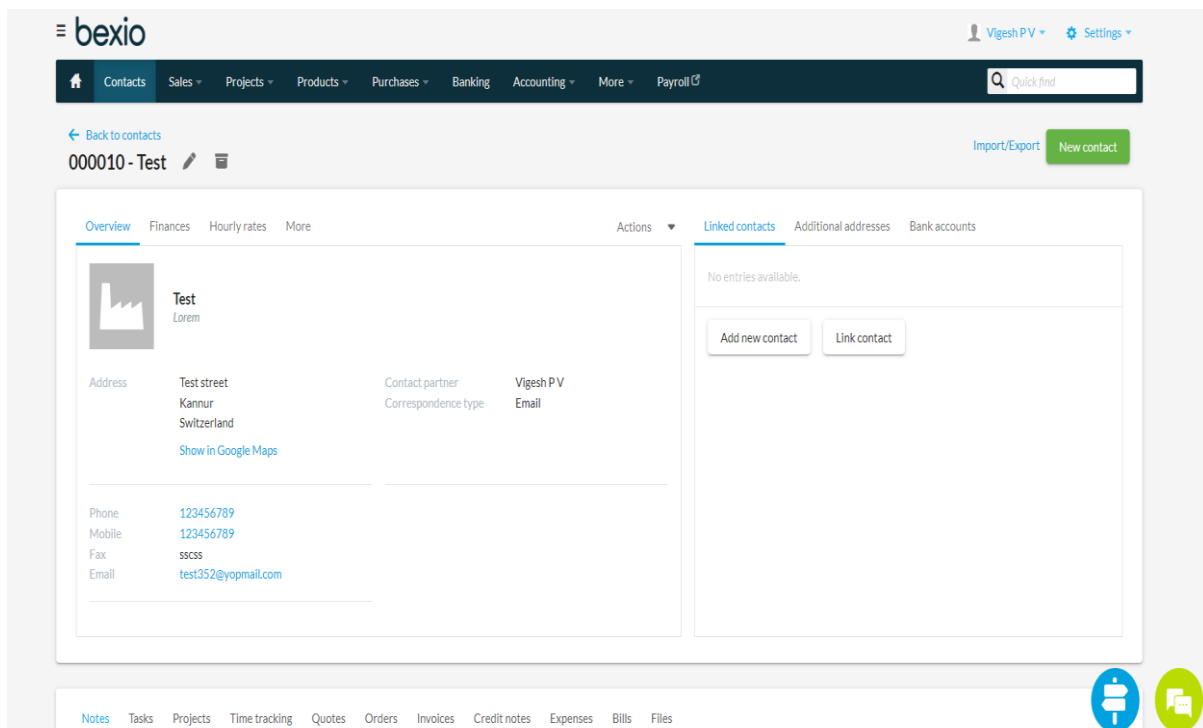 bexio
Vigesh P V
Settings
Contacts
Sales
Projects
Products
Purchases
Banking
Accounting
More
Payroll
Quick find
Back to contacts
000010 - Test
Import/Export
New contact
Overview
Finances
Hourly rates
More
Actions
Linked contacts
Additional addresses
Bank accounts
No entries available.
Test
Lorem
Add new contact
Link contact
Address
Test street
Kannur
Switzerland
Show in Google Maps
Contact partner
Vigesh P V
Correspondence type
Email
Phone
123456789
Mobile
123456789
Fax
sscss
Email
test352@yopmail.com
Notes
Tasks
Projects
Time tracking
Quotes
Orders
Invoices
Credit notes
Expenses
Bills
Files